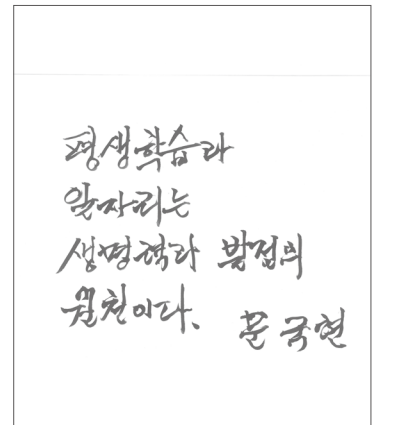 평생학습과
일자리는
생명력과 발전의
원천이다.
문국현